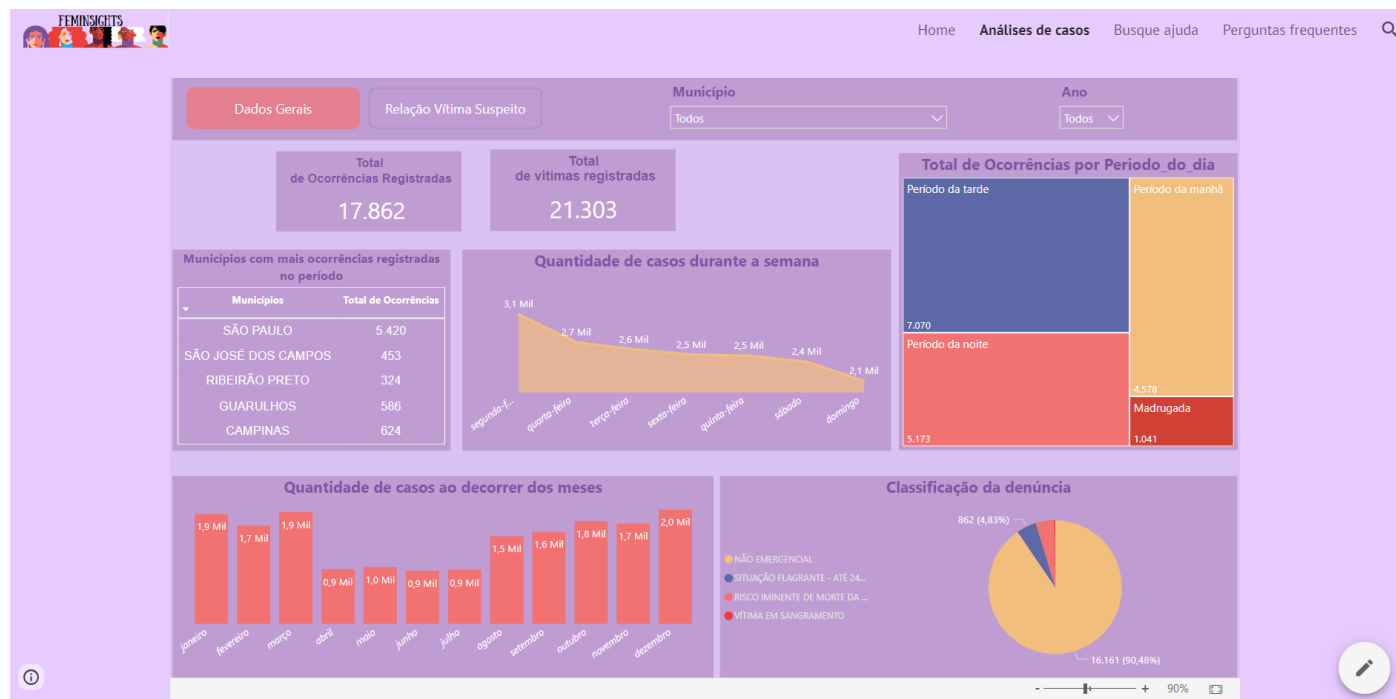 FEMINSIGHTS
Home
Análises de casos
Busque ajuda
Perguntas frequentes
Dados Gerais
Relação Vítima Suspeito
Município
Todos
Ano
Todos
Total
de Ocorrências Registradas
17.862
Total
de vítimas registradas
21.303
Total de Ocorrências por Periodo_do_dia
Período da tarde
7.070
Período da manhã
4.578
Período da noite
5.173
Madrugada
1.041
Municípios com mais ocorrências registradas
no período
Municípios Total de Ocorrências
SÃO PAULO 5.420
SÃO JOSÉ DOS CAMPOS 453
RIBEIRÃO PRETO 324
GUARULHOS 586
CAMPINAS 624
Quantidade de casos durante a semana
3,1 Mil
2,7 Mil
2,6 Mil
2,5 Mil
2,5 Mil
2,4 Mil
2,1 Mil
segunda-f...
quarta-feira
terça-feira
sexta-feira
quinta-feira
sábado
domingo
Quantidade de casos ao decorrer dos meses
1,9 Mil
1,7 Mil
1,9 Mil
0,9 Mil
1,0 Mil
0,9 Mil
0,9 Mil
1,5 Mil
1,6 Mil
1,8 Mil
1,7 Mil
2,0 Mil
janeiro
fevereiro
março
abril
maio
junho
julho
agosto
setembro
outubro
novembro
dezembro
Classificação da denúncia
862 (4,83%)
NÃO EMERGENCIAL
SITUAÇÃO FLAGRANTE - ATÉ 24...
RISCO IMINENTE DE MORTE DA ...
VÍTIMA EM SANGRAMENTO
16.161 (90,48%)
- + 90%